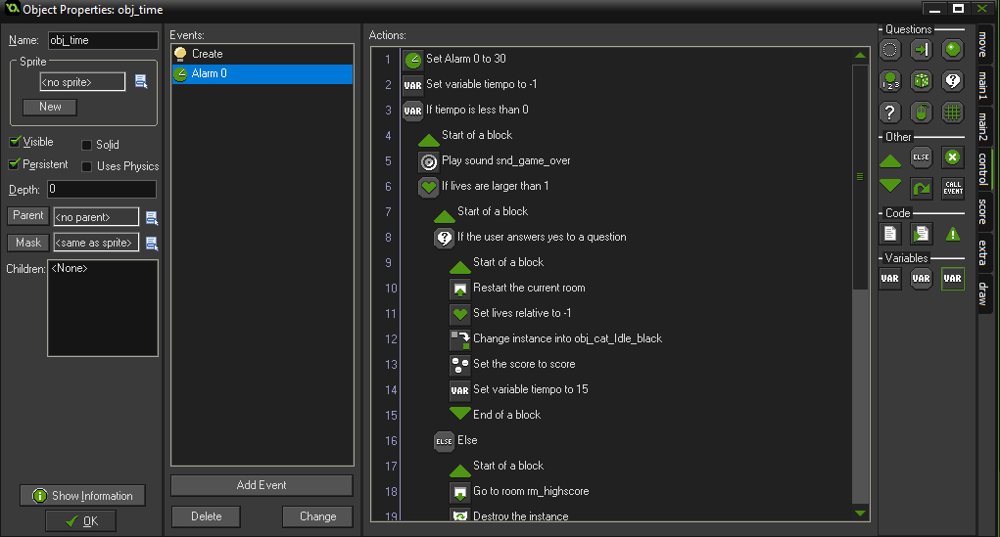 Object Properties: obj_time
Name: obj_time
Sprite
<no sprite>
New
Visible
Solid
Persistent
Uses Physics
Depth: 0
Parent <no parent>
Mask <same as sprite>
Children: <None>
Show Information
OK
Events:
Create
Alarm 0
Add Event
Delete
Change
Actions:
1 Set Alarm 0 to 30
2 VAR Set variable tiempo to -1
3 VAR If tiempo is less than 0
4 Start of a block
5 Play sound snd_game_over
6 If lives are larger than 1
7 Start of a block
8 ? If the user answers yes to a question
9 Start of a block
10 Restart the current room
11 Set lives relative to -1
12 Change instance into obj_cat_Idle_black
13 Set the score to score
14 VAR Set variable tiempo to 15
15 End of a block
16 ELSE Else
17 Start of a block
18 Go to room rm_highscore
19 Destroy the instance
Questions
1 2 3
?
?
Other
ELSE
CALL EVENT
Code
Variables
VAR VAR VAR
move
main1
main2
control
score
extra
draw